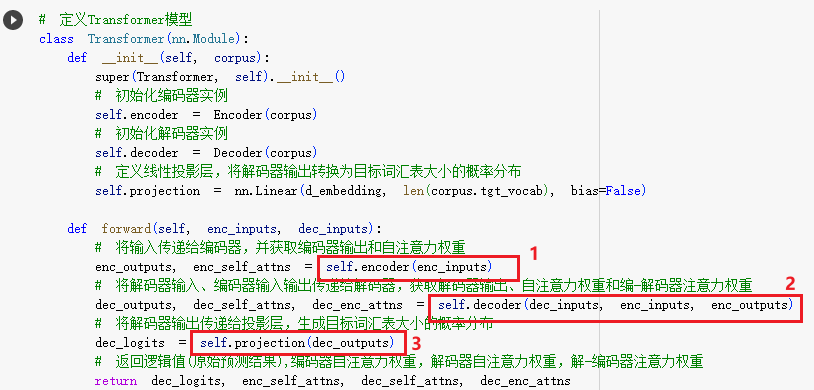 # 定义Transformer模型
class Transformer(nn.Module):
def __init__(self, corpus):
super(Transformer, self).__init__()
# 初始化编码器实例
self.encoder = Encoder(corpus)
# 初始化解码器实例
self.decoder = Decoder(corpus)
# 定义线性投影层，将解码器输出转换为目标词汇表大小的概率分布
self.projection = nn.Linear(d_embedding, len(corpus.tgt_vocab), bias=False)
def forward(self, enc_inputs, dec_inputs):
# 将输入传递给编码器，并获取编码器输出和自注意力权重
1
enc_outputs, enc_self_attns = self.encoder(enc_inputs)
# 将解码器输入、编码器输入输出传递给解码器，获取解码器输出、自注意力权重和编-解码器注意力权重
2
dec_outputs, dec_self_attns, dec_enc_attns = self.decoder(dec_inputs, enc_inputs, enc_outputs)
# 将解码器输出传递给投影层，生成目标词汇表大小的概率分布
dec_logits = self.projection(dec_outputs) 3
# 返回逻辑值(原始预测结果),编码器自注意力权重，解码器自注意力权重，解-编码器注意力权重
return dec_logits, enc_self_attns, dec_self_attns, dec_enc_attns